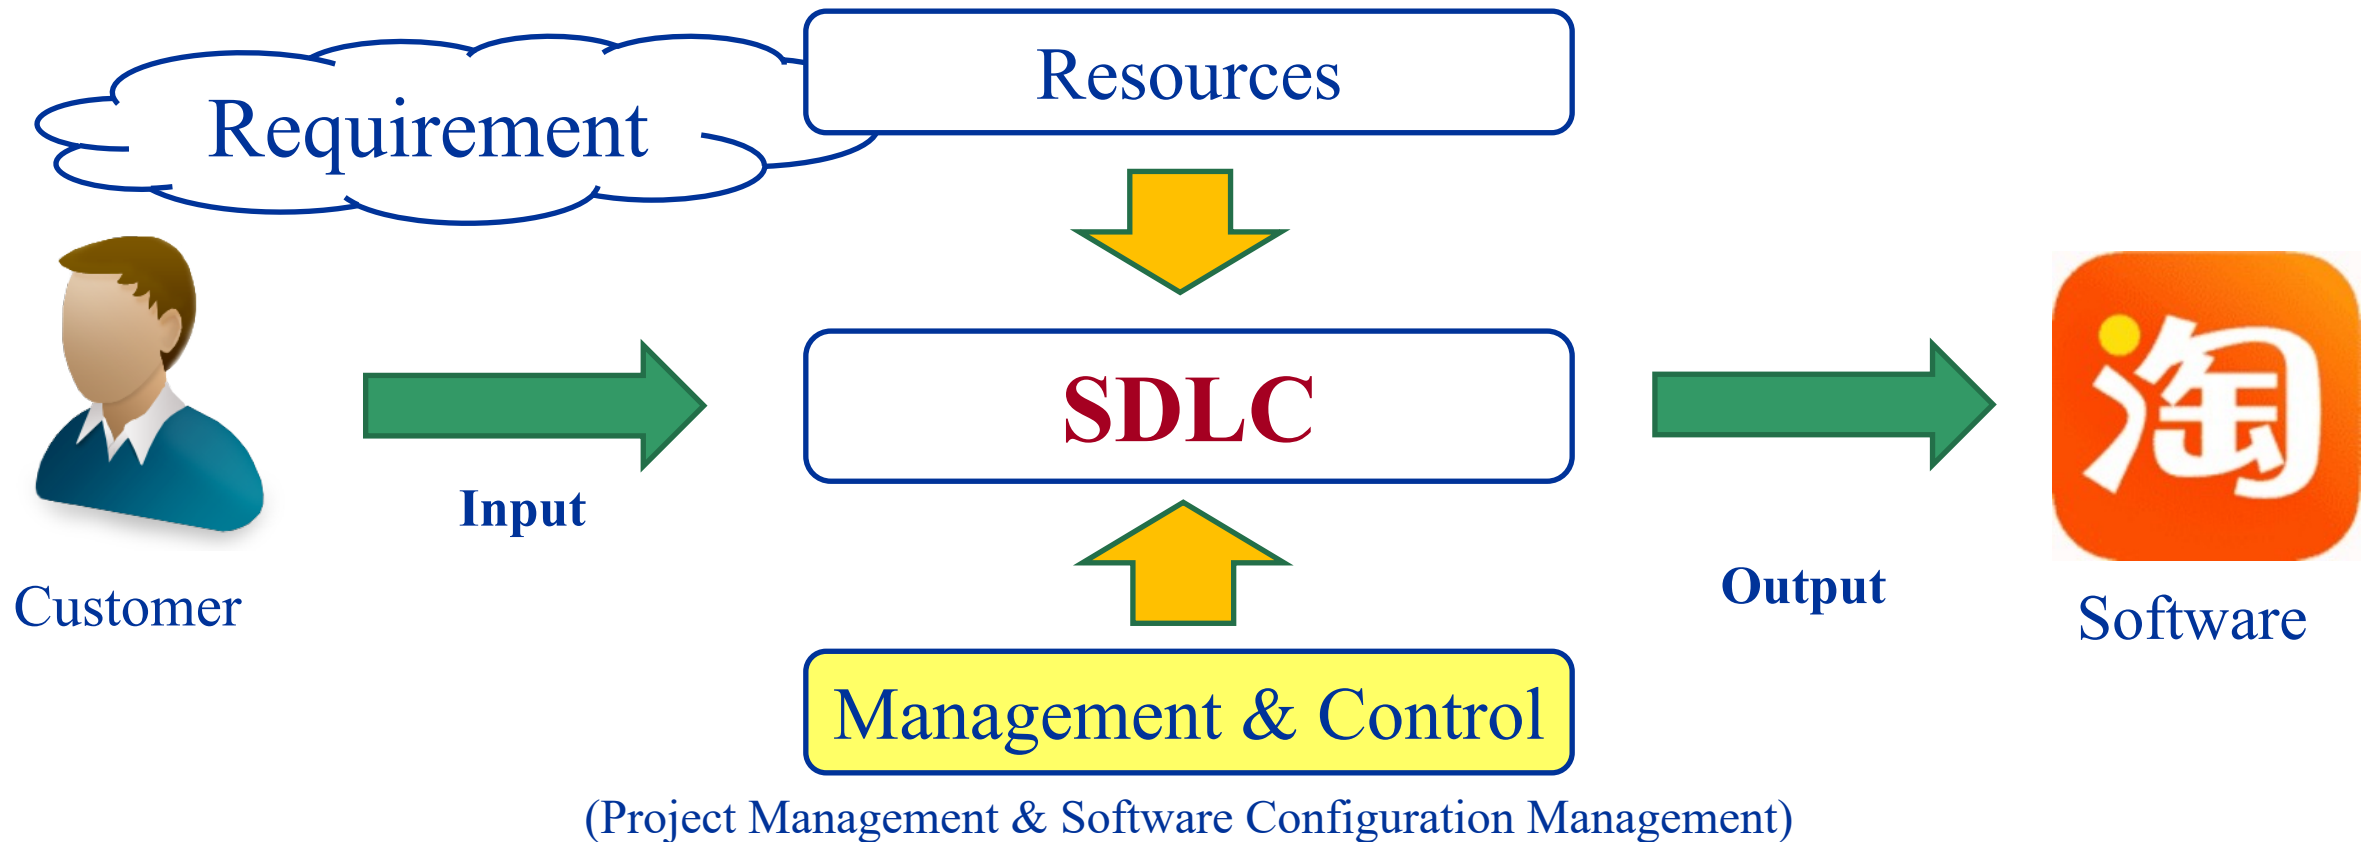 Resources
Requirement
SDLC
淘
Input
Output
Customer
Software
Management & Control
(Project Management & Software Configuration Management)